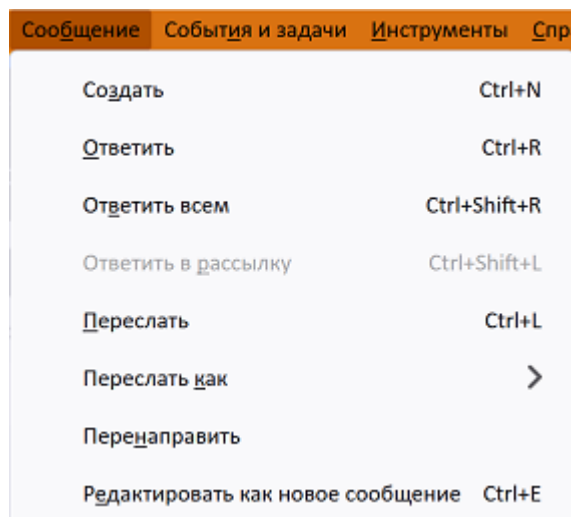 Сообщение События и задачи Инструменты Спр
Создать Ctrl+N
Ответить Ctrl+R
Ответить всем Ctrl+Shift+R
Ответить в рассылку Ctrl+Shift+L
Переслать Ctrl+L
Переслать как
Перенаправить
Редактировать как новое сообщение Ctrl+E